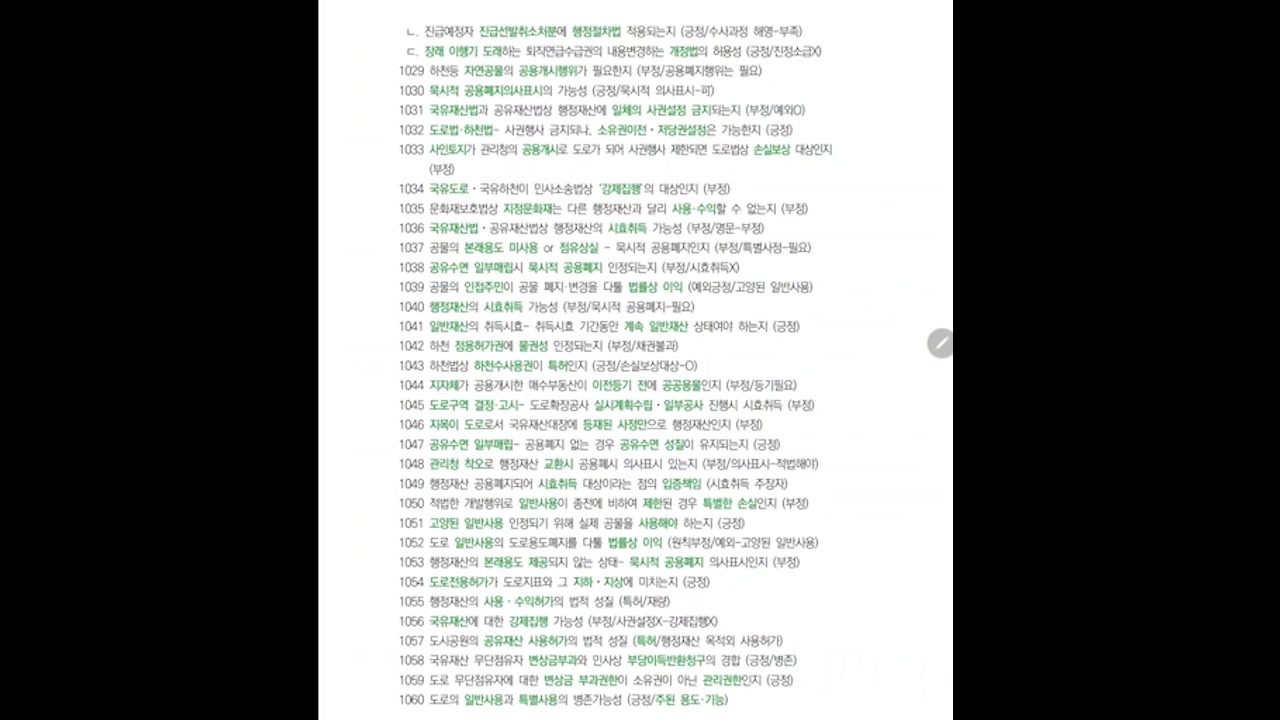 ㄴ. 진급예정자 진급선발취소처분에 행정절차법 적용되는지 (긍정/수사과정 해명-부족)
ㄷ. 장래 이행기 도래하는 퇴직연급수급권의 내용변경하는 개정법의 허용성 (긍정/진정소급X)
1029 하천등 자연공물의 공용개시행위가 필요한지 (부정/공용폐지행위는 필요)
1030 묵시적 공용폐지의사표시의 가능성 (긍정/묵시적 의사표시-可)
1031 국유재산법과 공유재산법상 행정재산에 일체의 사권설정 금지되는지 (부정/예외O)
1032 도로법·하천법- 사권행사 금지되나, 소유권이전·저당권설정은 가능한지 (긍정)
1033 사인토지가 관리청의 공용개시로 도로가 되어 사권행사 제한되면 도로법상 손실보상 대상인지
(부정)
1034 국유도로·국유하천이 민사소송법상 '강제집행'의 대상인지 (부정)
1035 문화재보호법상 지정문화재는 다른 행정재산과 달리 사용·수익할 수 없는지 (부정)
1036 국유재산법·공유재산법상 행정재산의 시효취득 가능성 (부정/명문-부정)
1037 공물의 본래용도 미사용 or 점유상실 - 묵시적 공용폐지인지 (부정/특별사정-필요)
1038 공유수면 일부매립시 묵시적 공용폐지 인정되는지 (부정/시효취득X)
1039 공물의 인접주민이 공물 폐지·변경을 다툴 법률상 이익 (예외긍정/고양된 일반사용)
1040 행정재산의 시효취득 가능성 (부정/묵시적 공용폐지-필요)
1041 일반재산의 취득시효- 취득시효 기간동안 계속 일반재산 상태여야 하는지 (긍정)
1042 하천 점용허가권에 물권성 인정되는지 (부정/채권불과)
1043 하천법상 하천수사용권이 특허인지 (긍정/손실보상대상-O)
1044 지자체가 공용개시한 매수부동산이 이전등기 전에 공공용물인지 (부정/등기필요)
1045 도로구역 결정·고시- 도로확장공사 실시계획수립·일부공사 진행시 시효취득 (부정)
1046 지목이 도로로서 국유재산대장에 등재된 사정만으로 행정재산인지 (부정)
1047 공유수면 일부매립- 공용폐지 없는 경우 공유수면 성질이 유지되는지 (긍정)
1048 관리청 착오로 행정재산 교환시 공용폐시 의사표시 있는지 (부정/의사표시-적법해야)
1049 행정재산 공용폐지되어 시효취득 대상이라는 점의 입증책임 (시효취득 주장자)
1050 적법한 개발행위로 일반사용이 종전에 비하여 제한된 경우 특별한 손실인지 (부정)
1051 고양된 일반사용 인정되기 위해 실제 공물을 사용해야 하는지 (긍정)
1052 도로 일반사용의 도로용도폐지를 다툴 법률상 이익 (원칙부정/예외-고양된 일반사용)
1053 행정재산의 본래용도 제공되지 않는 상태- 묵시적 공용폐지 의사표시인지 (부정)
1054 도로전용허가가 도로지표와 그 지하·지상에 미치는지 (긍정)
1055 행정재산의 사용·수익허가의 법적 성질 (특허/재량)
1056 국유재산에 대한 강제집행 가능성 (부정/사권설정X-강제집행X)
1057 도시공원의 공유재산 사용허가의 법적 성질 (특허/행정재산 목적외 사용허가)
1058 국유재산 무단점유자 변상금부과와 민사상 부당이득반환청구의 경합 (긍정/병존)
1059 도로 무단점유자에 대한 변상금 부과권한이 소유권이 아닌 관리권한인지 (긍정)
1060 도로의 일반사용과 특별사용의 병존가능성 (긍정/주된 용도·기능)